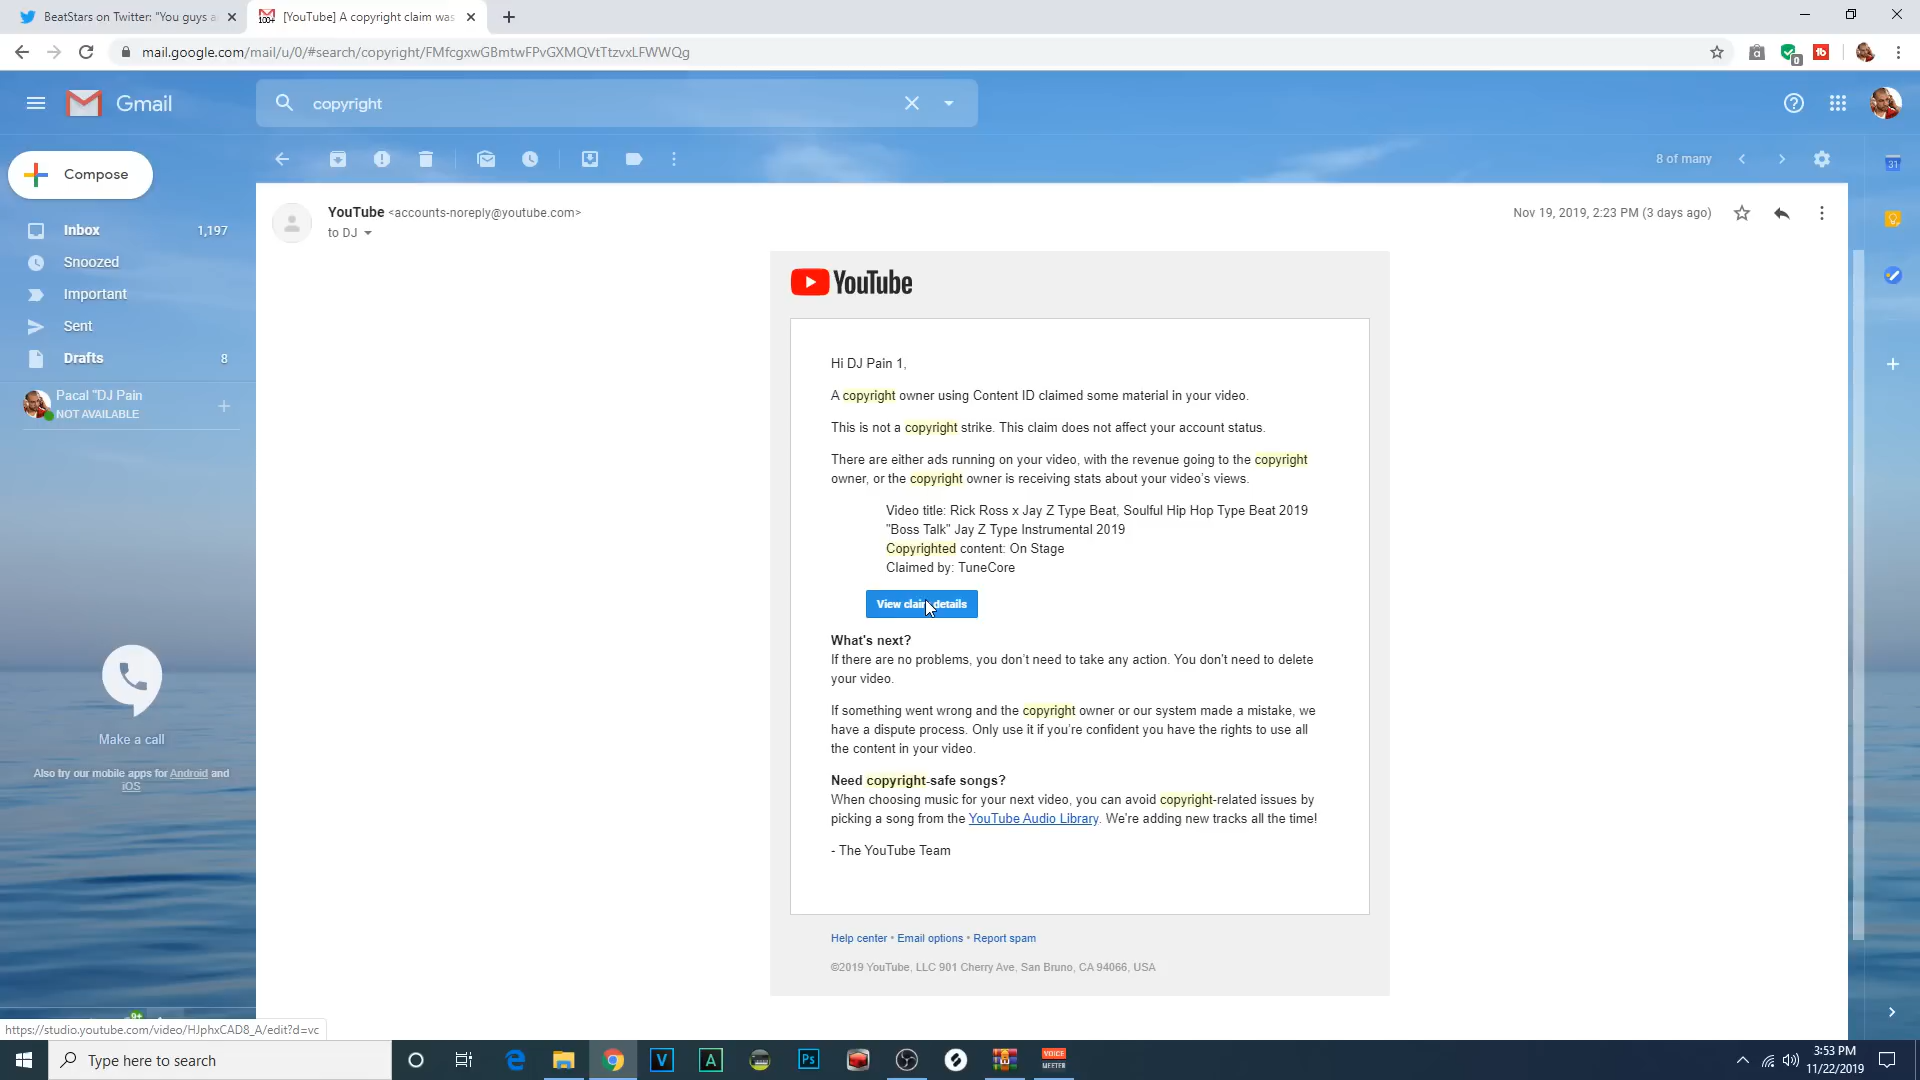 BeatStars on Twitter: "You guys a
[YouTube] A copyright claim was
mail.google.com/mail/u/0/#search/copyright/FMfcgxwGBmtwFPvGXMQVtTtzvxLFWWQg
Gmail
copyright
Compose
8 of many
Inbox 1,197
Snoozed
Important
Sent
Drafts 8
Pacal "DJ Pain
NOT AVAILABLE
Make a call
Also try our mobile apps for Android and
iOS
YouTube <accounts-noreply@youtube.com>
Nov 19, 2019, 2:23 PM (3 days ago)
to DJ
YouTube
Hi DJ Pain 1,
A copyright owner using Content ID claimed some material in your video.
This is not a copyright strike. This claim does not affect your account status.
There are either ads running on your video, with the revenue going to the copyright
owner, or the copyright owner is receiving stats about your video's views.
Video title: Rick Ross x Jay Z Type Beat, Soulful Hip Hop Type Beat 2019
"Boss Talk" Jay Z Type Instrumental 2019
Copyrighted content: On Stage
Claimed by: TuneCore
View claim details
What's next?
If there are no problems, you don't need to take any action. You don't need to delete
your video.
If something went wrong and the copyright owner or our system made a mistake, we
have a dispute process. Only use it if you're confident you have the rights to use all
the content in your video.
Need copyright-safe songs?
When choosing music for your next video, you can avoid copyright-related issues by
picking a song from the YouTube Audio Library. We're adding new tracks all the time!
- The YouTube Team
Help center • Email options • Report spam
©2019 YouTube, LLC 901 Cherry Ave, San Bruno, CA 94066, USA
https://studio.youtube.com/video/HJphxCAD8_A/edit?d=vc
Type here to search
3:53 PM
11/22/2019